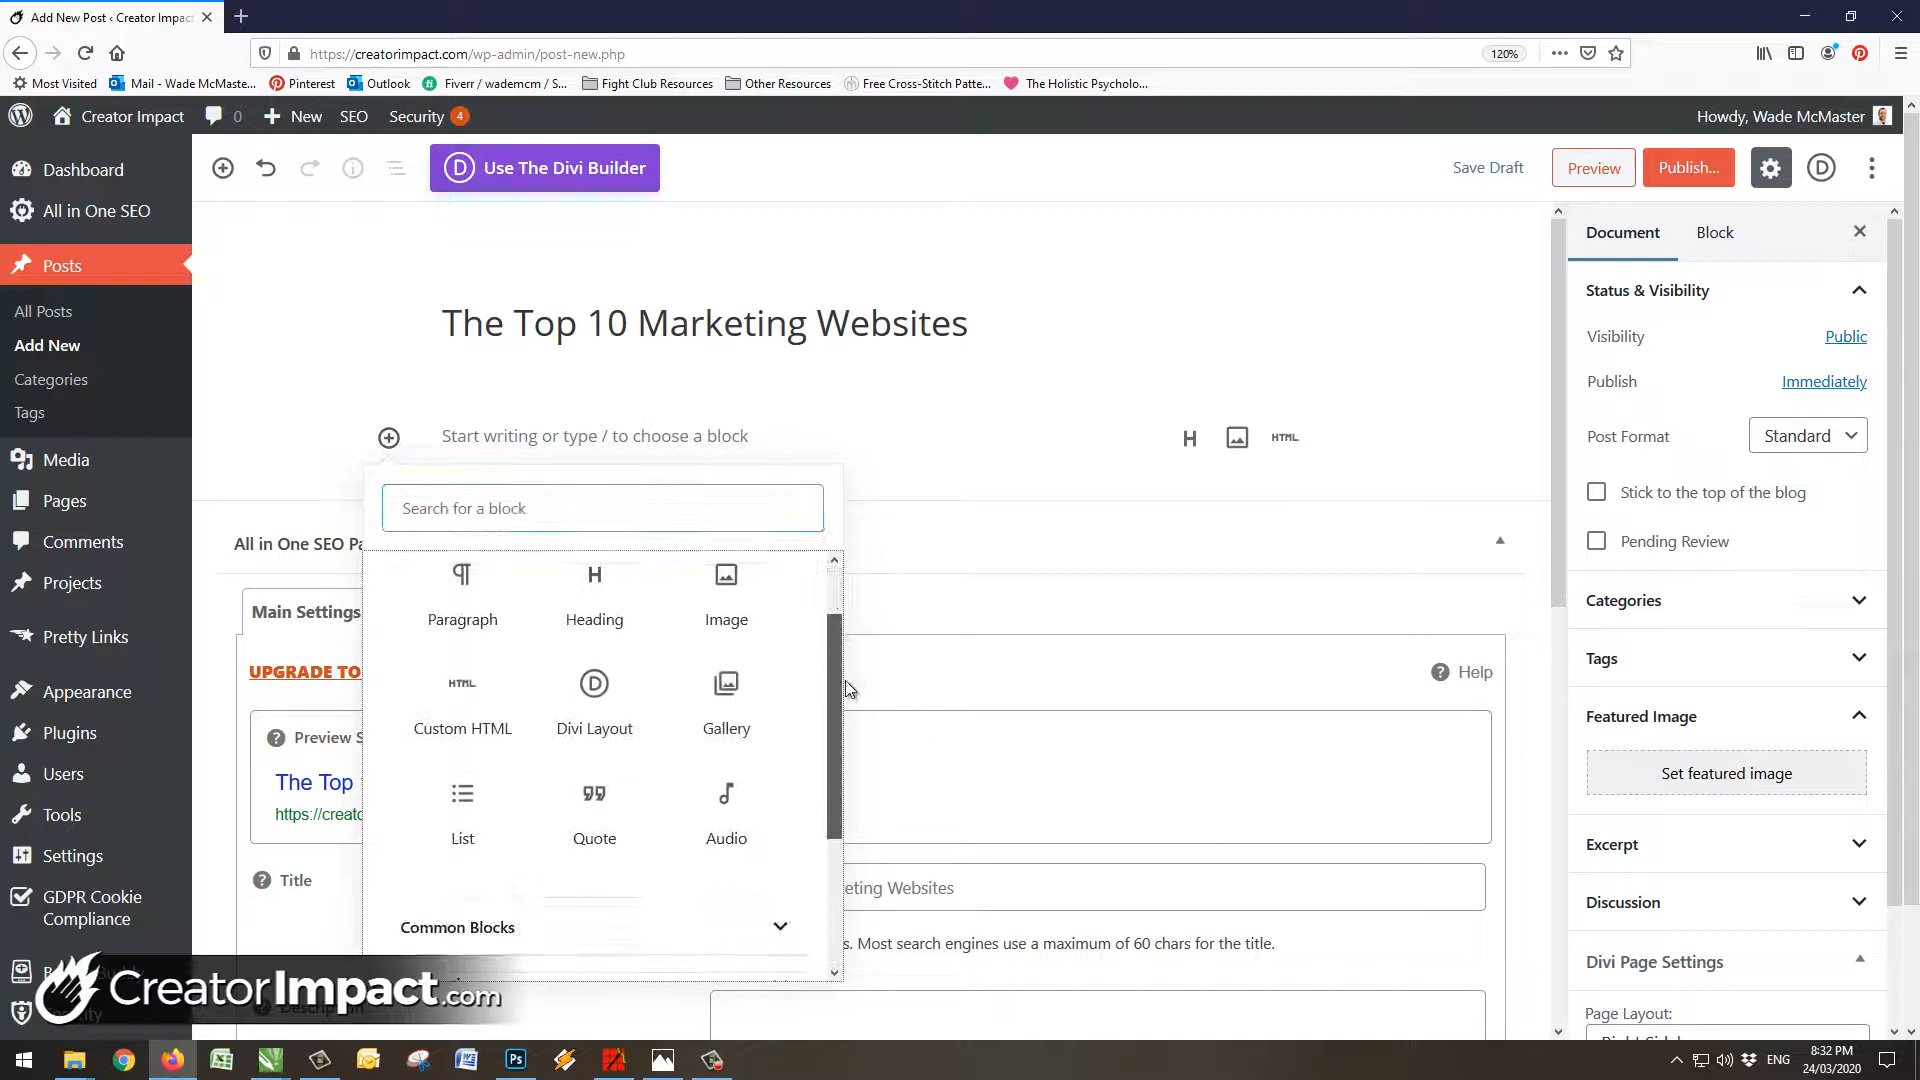 Add New Post ‹ Creator Impact
https://creatorimpact.com/wp-admin/post-new.php
120%
Most Visited
Mail - Wade McMaste...
Pinterest
Outlook
Fiverr / wademcm / S...
Fight Club Resources
Other Resources
Free Cross-Stitch Patte...
The Holistic Psycholo...
Creator Impact
0
New
SEO
Security
4
Howdy, Wade McMaster
Dashboard
All in One SEO
Posts
All Posts
Add New
Categories
Tags
Media
Pages
Comments
Projects
Pretty Links
Appearance
Plugins
Users
Tools
Settings
GDPR Cookie
Compliance
D Use The Divi Builder
Save Draft
Preview
Publish...
D
The Top 10 Marketing Websites
Start writing or type / to choose a block
H
HTML
Search for a block
Paragraph
H
Heading
Image
HTML
Custom HTML
D
Divi Layout
Gallery
List
Quote
Audio
Common Blocks
All in One SEO Pa
Main Settings
UPGRADE TO
Help
Preview S
The Top
https://creato
Title
eting Websites
s. Most search engines use a maximum of 60 chars for the title.
Document
Block
Status & Visibility
Visibility
Public
Publish
Immediately
Post Format
Standard
Stick to the top of the blog
Pending Review
Categories
Tags
Featured Image
Set featured image
Excerpt
Discussion
Divi Page Settings
Page Layout:
CreatorImpact.com
Ps
ENG
8:32 PM
24/03/2020